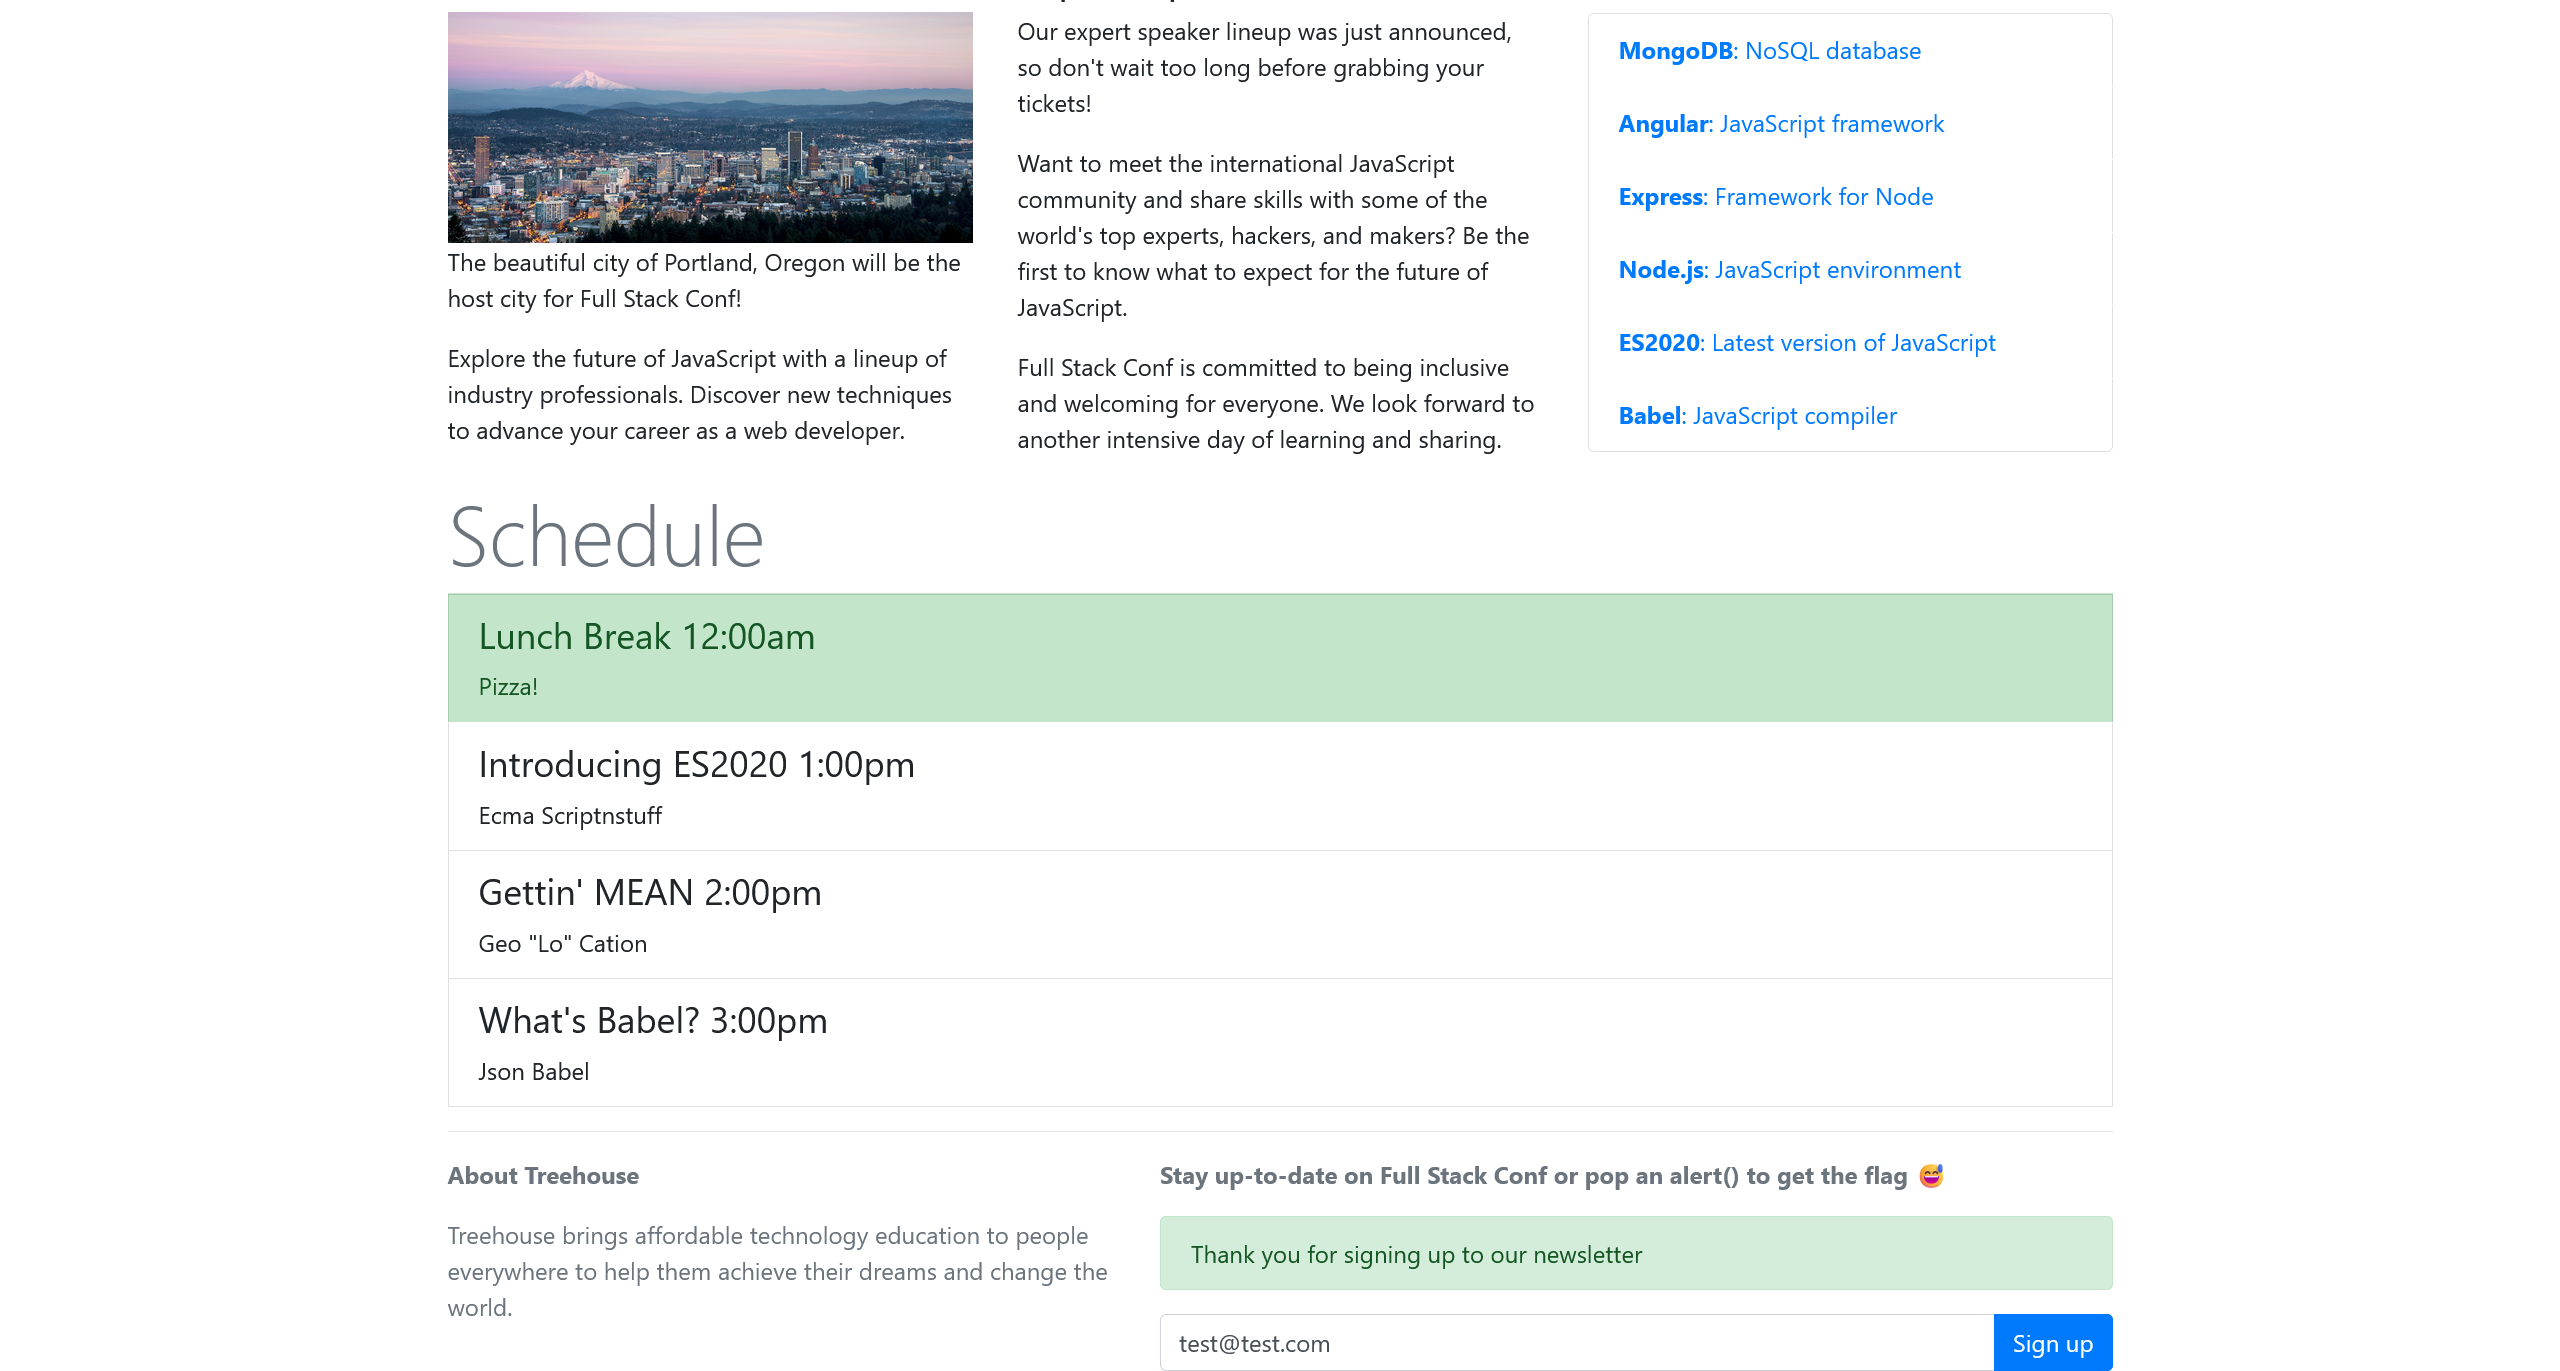 The beautiful city of Portland, Oregon will be the
host city for Full Stack Conf!
Explore the future of JavaScript with a lineup of
industry professionals. Discover new techniques
to advance your career as a web developer.
Our expert speaker lineup was just announced,
so don't wait too long before grabbing your
tickets!
Want to meet the international JavaScript
community and share skills with some of the
world's top experts, hackers, and makers? Be the
first to know what to expect for the future of
JavaScript.
Full Stack Conf is committed to being inclusive
and welcoming for everyone. We look forward to
another intensive day of learning and sharing.
MongoDB: NoSQL database
Angular: JavaScript framework
Express: Framework for Node
Node.js: JavaScript environment
ES2020: Latest version of JavaScript
Babel: JavaScript compiler
Schedule
Lunch Break 12:00am
Pizza!
Introducing ES2020 1:00pm
Ecma Scriptnstuff
Gettin' MEAN 2:00pm
Geo "Lo" Cation
What's Babel? 3:00pm
Json Babel
About Treehouse
Treehouse brings affordable technology education to people
everywhere to help them achieve their dreams and change the
world.
Stay up-to-date on Full Stack Conf or pop an alert() to get the flag 😅
Thank you for signing up to our newsletter
test@test.com
Sign up